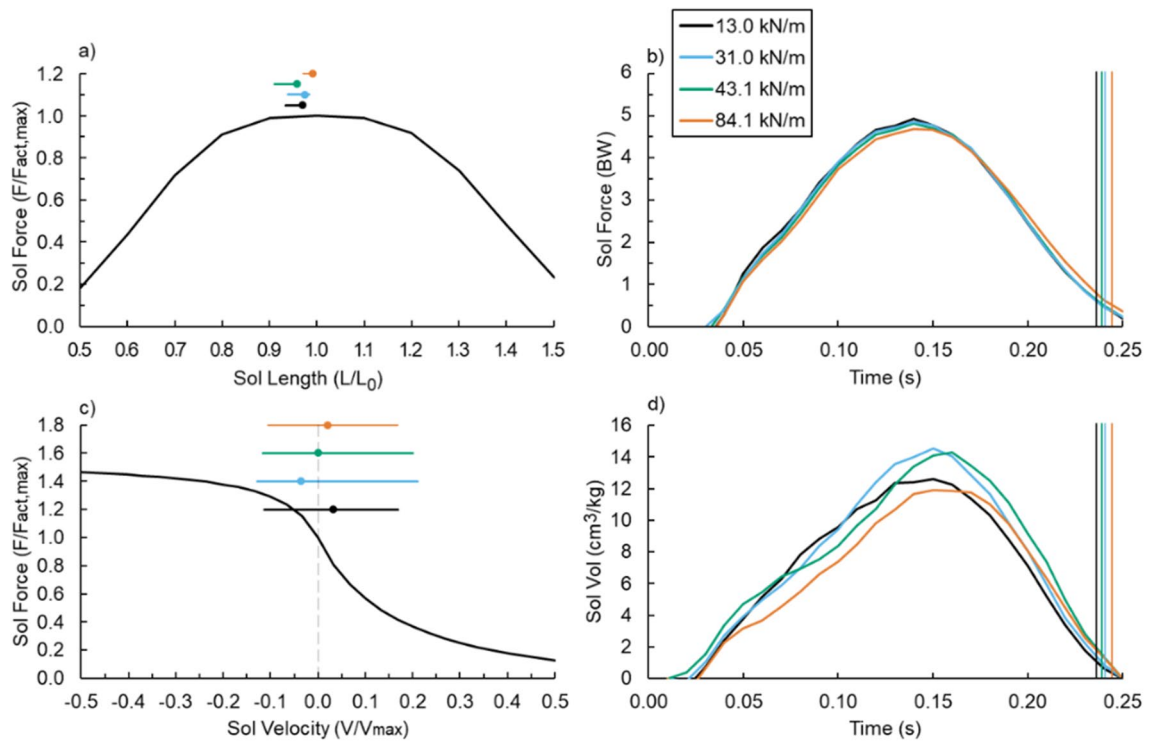 a)
1.2
1.0
0.8
0.6
0.4
0.2
0.0
Sol Force (F/Fact,max)
0.5 0.6 0.7 0.8 0.9 1.0 1.1 1.2 1.3 1.4 1.5
Sol Length (L/L0)
b)
13.0 kN/m
31.0 kN/m
43.1 kN/m
84.1 kN/m
6
5
4
3
2
1
0
Sol Force (BW)
0.00 0.05 0.10 0.15 0.20 0.25
Time (s)
c)
1.8
1.6
1.4
1.2
1.0
0.8
0.6
0.4
0.2
0.0
Sol Force (F/Fact,max)
-0.5 -0.4 -0.3 -0.2 -0.1 0.0 0.1 0.2 0.3 0.4 0.5
Sol Velocity (V/Vmax)
d)
16
14
12
10
8
6
4
2
0
Sol Vol (cm³/kg)
0.00 0.05 0.10 0.15 0.20 0.25
Time (s)